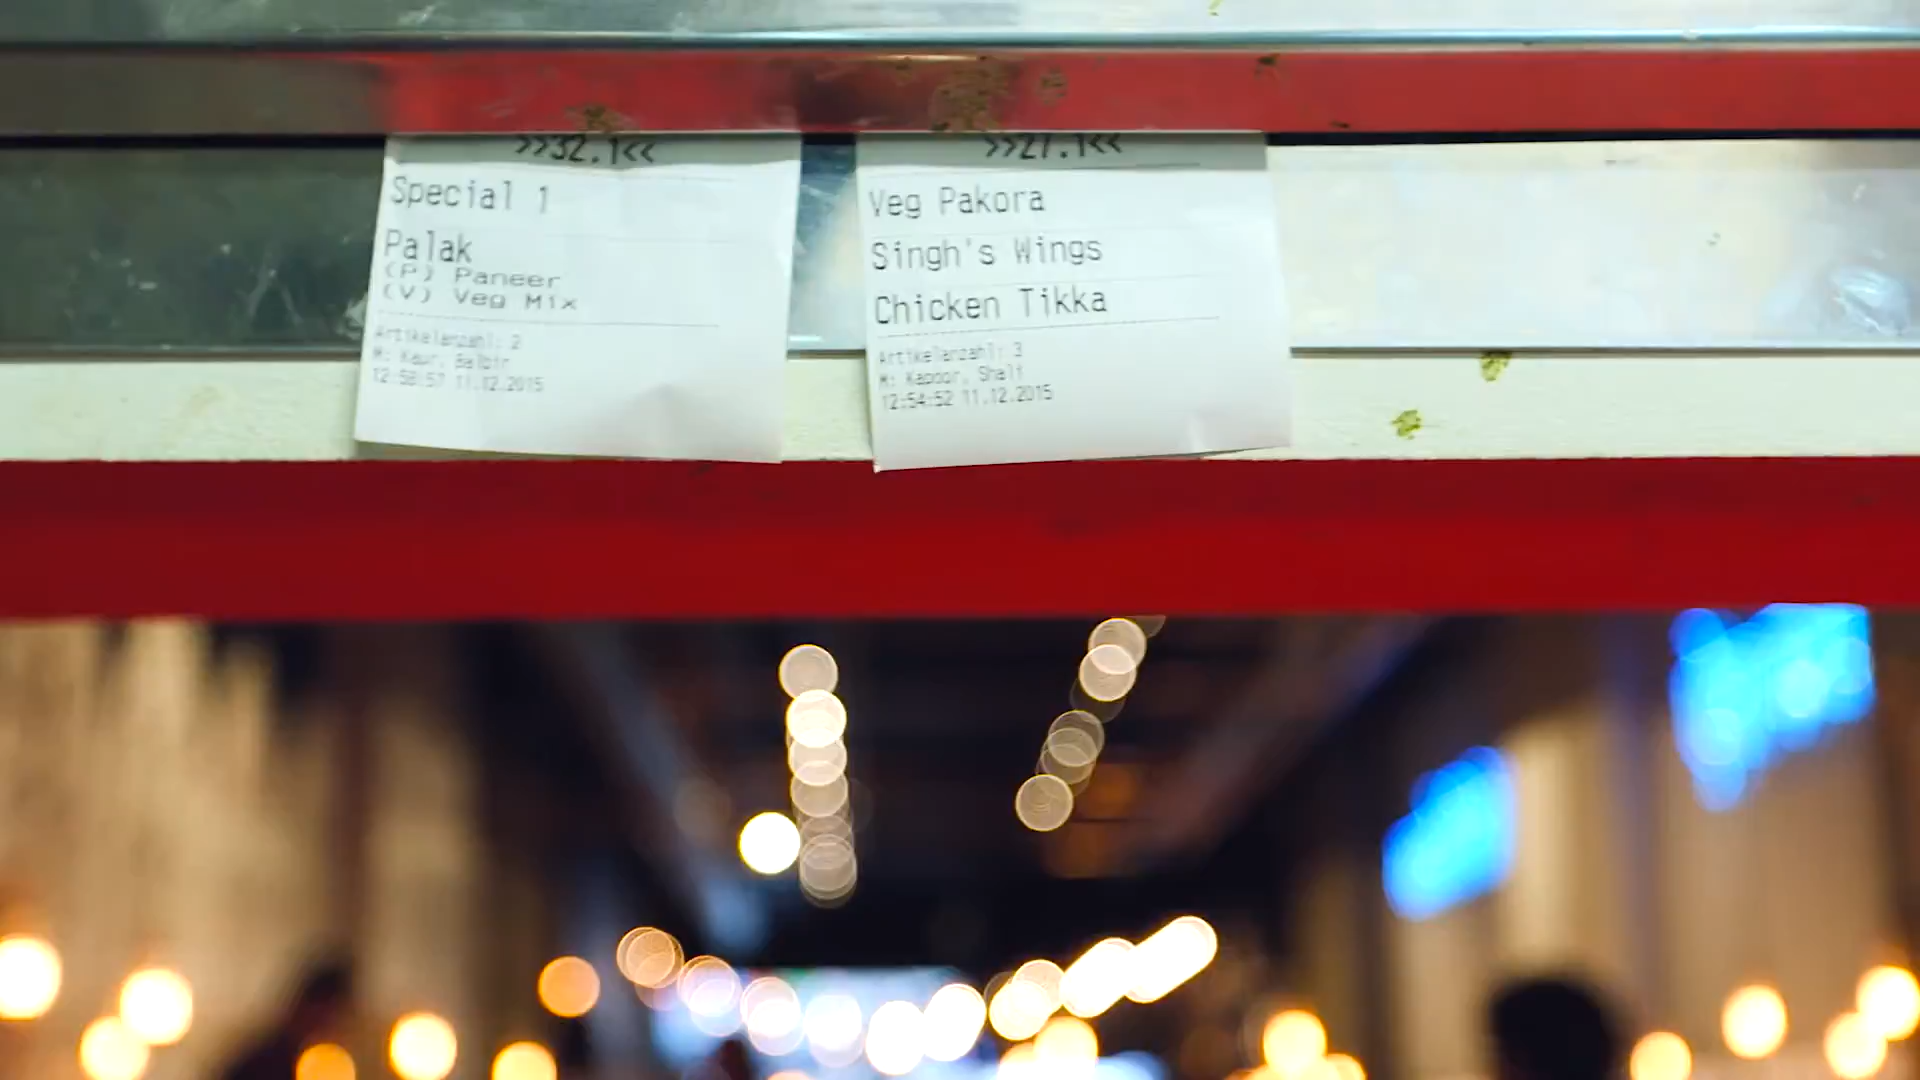 >>32.1<<
Special 1
Palak
(P) Paneer
(V) Veg Mix
Artikelanzahl: 2
M: Kaur, Balbir
12:58:57 11.12.2015
>>27.1<<
Veg Pakora
Singh's Wings
Chicken Tikka
Artikelanzahl: 3
M: Kapoor, Shali
12:54:52 11.12.2015